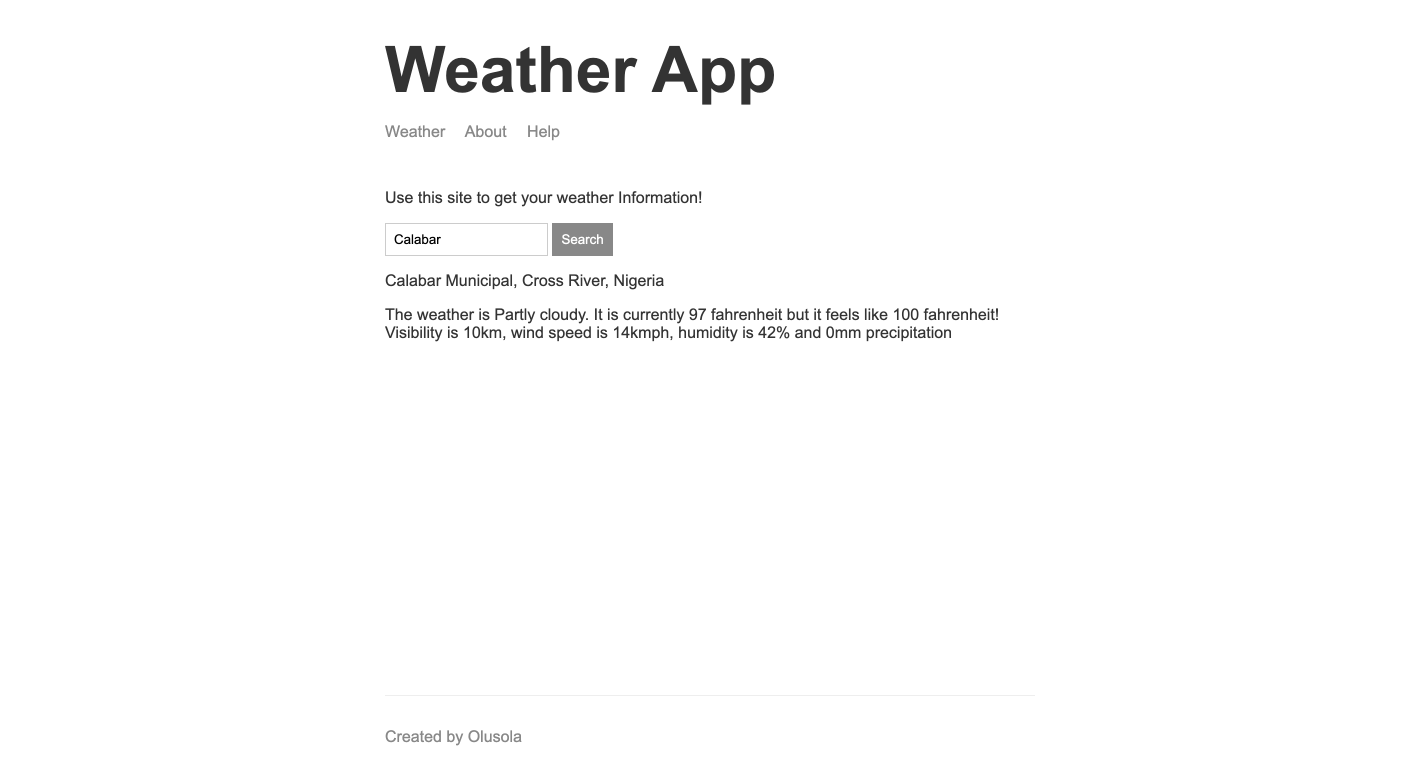 Weather App
Weather About Help
Use this site to get your weather Information!
Calabar Search
Calabar Municipal, Cross River, Nigeria
The weather is Partly cloudy. It is currently 97 fahrenheit but it feels like 100 fahrenheit!
Visibility is 10km, wind speed is 14kmph, humidity is 42% and 0mm precipitation
Created by Olusola